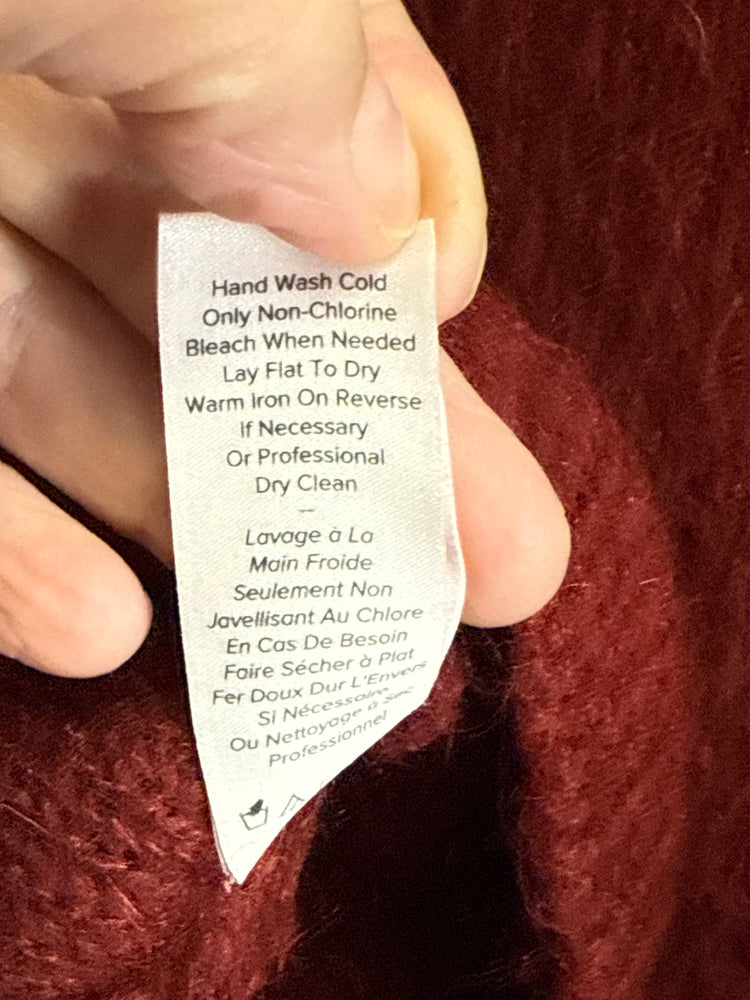 Hand Wash Cold
Only Non-Chlorine
Bleach When Needed
Lay Flat To Dry
Warm Iron On Reverse
If Necessary
Or Professional
Dry Clean
–
Lavage à La
Main Froide
Seulement Non
Javellisant Au Chlore
En Cas De Besoin
Faire Sécher à Plat
Fer Doux Dur L'Envers
Si Nécessaire
Ou Nettoyage à Sec
Professionnel